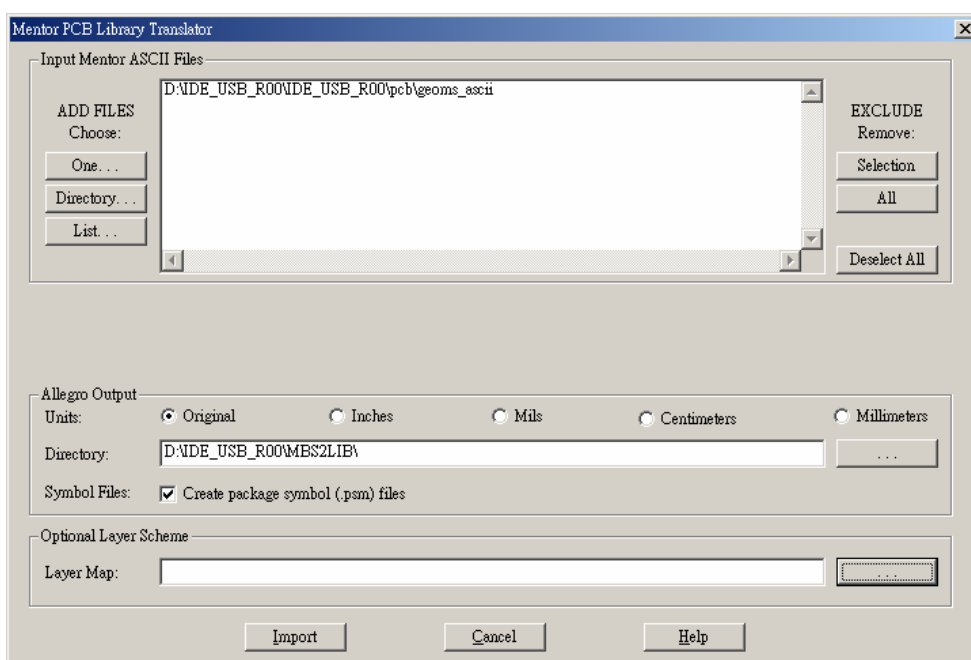 Mentor PCB Library Translator
Input Mentor ASCII Files
D:\IDE_USB_R00\IDE_USB_R00\pcb\geoms_ascii
ADD FILES
Choose:
One. . .
Directory. . .
List. . .
EXCLUDE
Remove:
Selection
All
Deselect All
Allegro Output
Units: Original Inches Mils Centimeters Millimeters
Directory: D:\IDE_USB_R00\MBS2LIB\ . . .
Symbol Files: Create package symbol (.psm) files
Optional Layer Scheme
Layer Map: . . .
Import Cancel Help